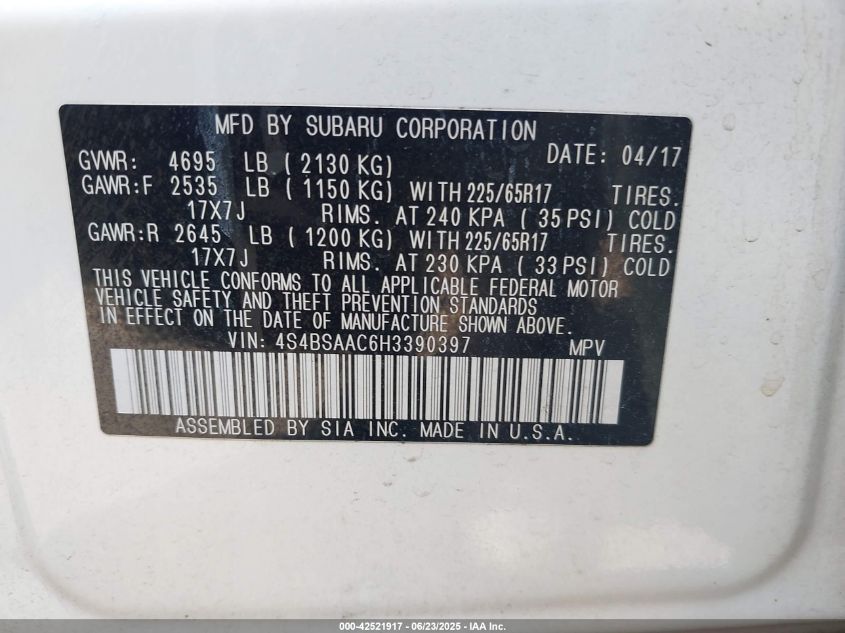 MFD BY SUBARU CORPORATION
GVWR: 4695 LB ( 2130 KG) DATE: 04/17
GAWR:F 2535 LB ( 1150 KG) WITH 225/65R17 TIRES.
17X7J RIMS. AT 240 KPA ( 35 PSI) COLD
GAWR:R 2645 LB ( 1200 KG) WITH 225/65R17 TIRES.
17X7J RIMS. AT 230 KPA ( 33 PSI) COLD
THIS VEHICLE CONFORMS TO ALL APPLICABLE FEDERAL MOTOR
VEHICLE SAFETY AND THEFT PREVENTION STANDARDS
IN EFFECT ON THE DATE OF MANUFACTURE SHOWN ABOVE.
VIN: 4S4BSAAC6H3390397 MPV
ASSEMBLED BY SIA INC. MADE IN U.S.A.
000-42521917 - 06/23/2025 - IAA Inc.